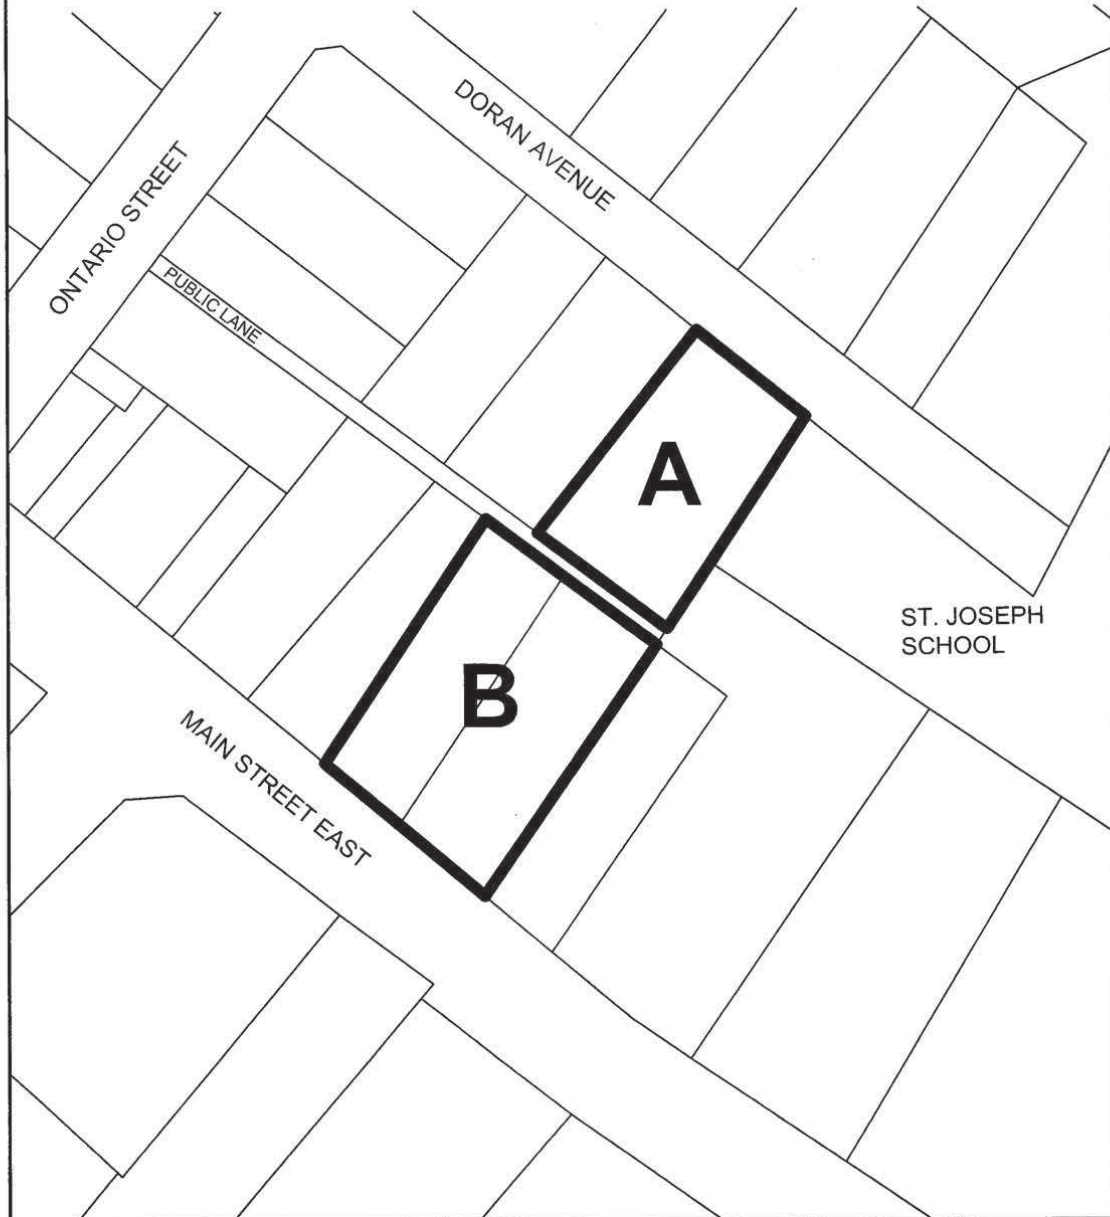 DORAN AVENUE
ONTARIO STREET
PUBLIC LANE
A
ST. JOSEPH
SCHOOL
B
MAIN STREET EAST